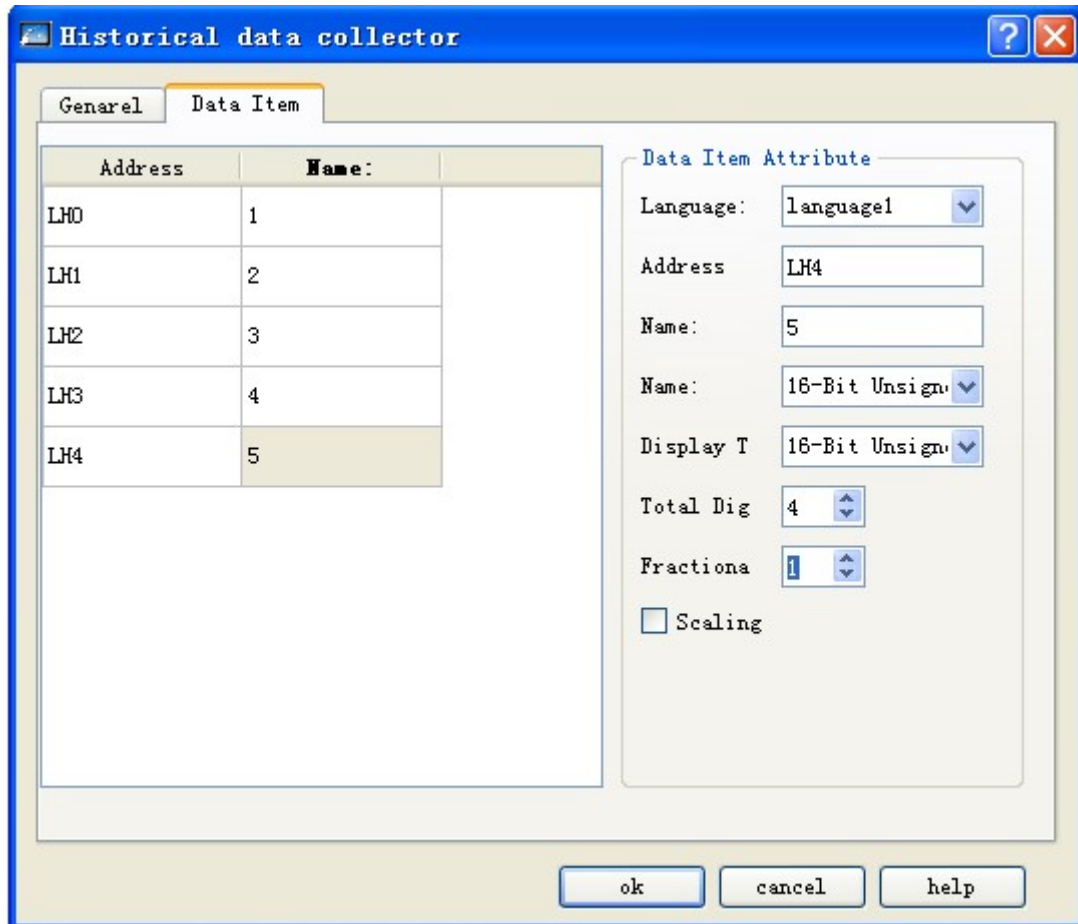 Historical data collector
Genarel Data Item
Address Name:
LH0 1
LH1 2
LH2 3
LH3 4
LH4 5
Data Item Attribute
Language: language1
Address LH4
Name: 5
Name: 16-Bit Unsign
Display T 16-Bit Unsign
Total Dig 4
Fractiona 1
Scaling
ok cancel help